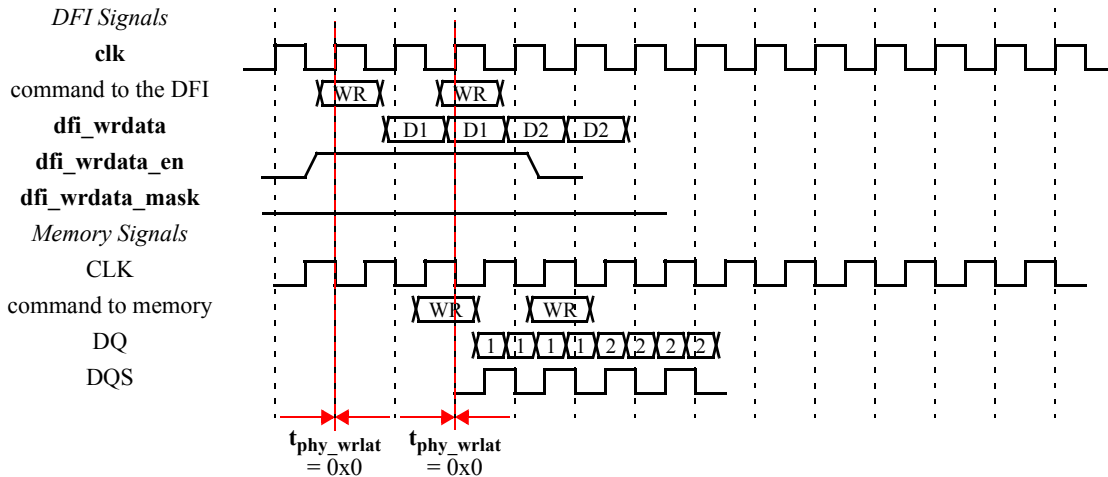 DFI Signals
clk
command to the DFI WR WR
dfi_wrdata D1 D1 D2 D2
dfi_wrdata_en
dfi_wrdata_mask
Memory Signals
CLK
command to memory WR WR
DQ 1 1 1 1 2 2 2 2
DQS
tphy_wrlat tphy_wrlat
= 0x0 = 0x0